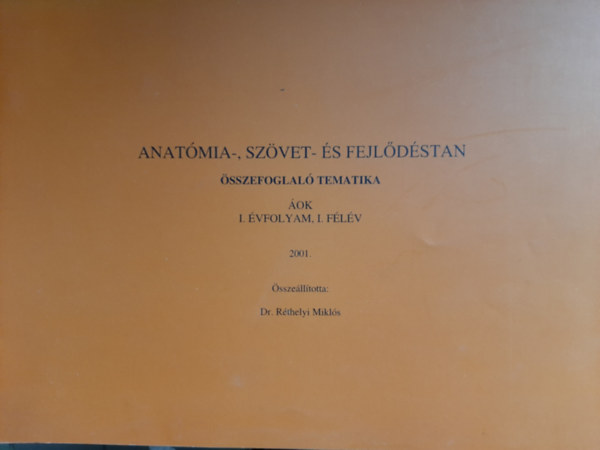 ANATÓMIA-, SZÖVET- ÉS FEJLŐDÉSTAN
ÖSSZEFOGLALÓ TEMATIKA
ÁOK
I. ÉVFOLYAM, I. FÉLÉV
2001.
Összeállította:
Dr. Réthelyi Miklós